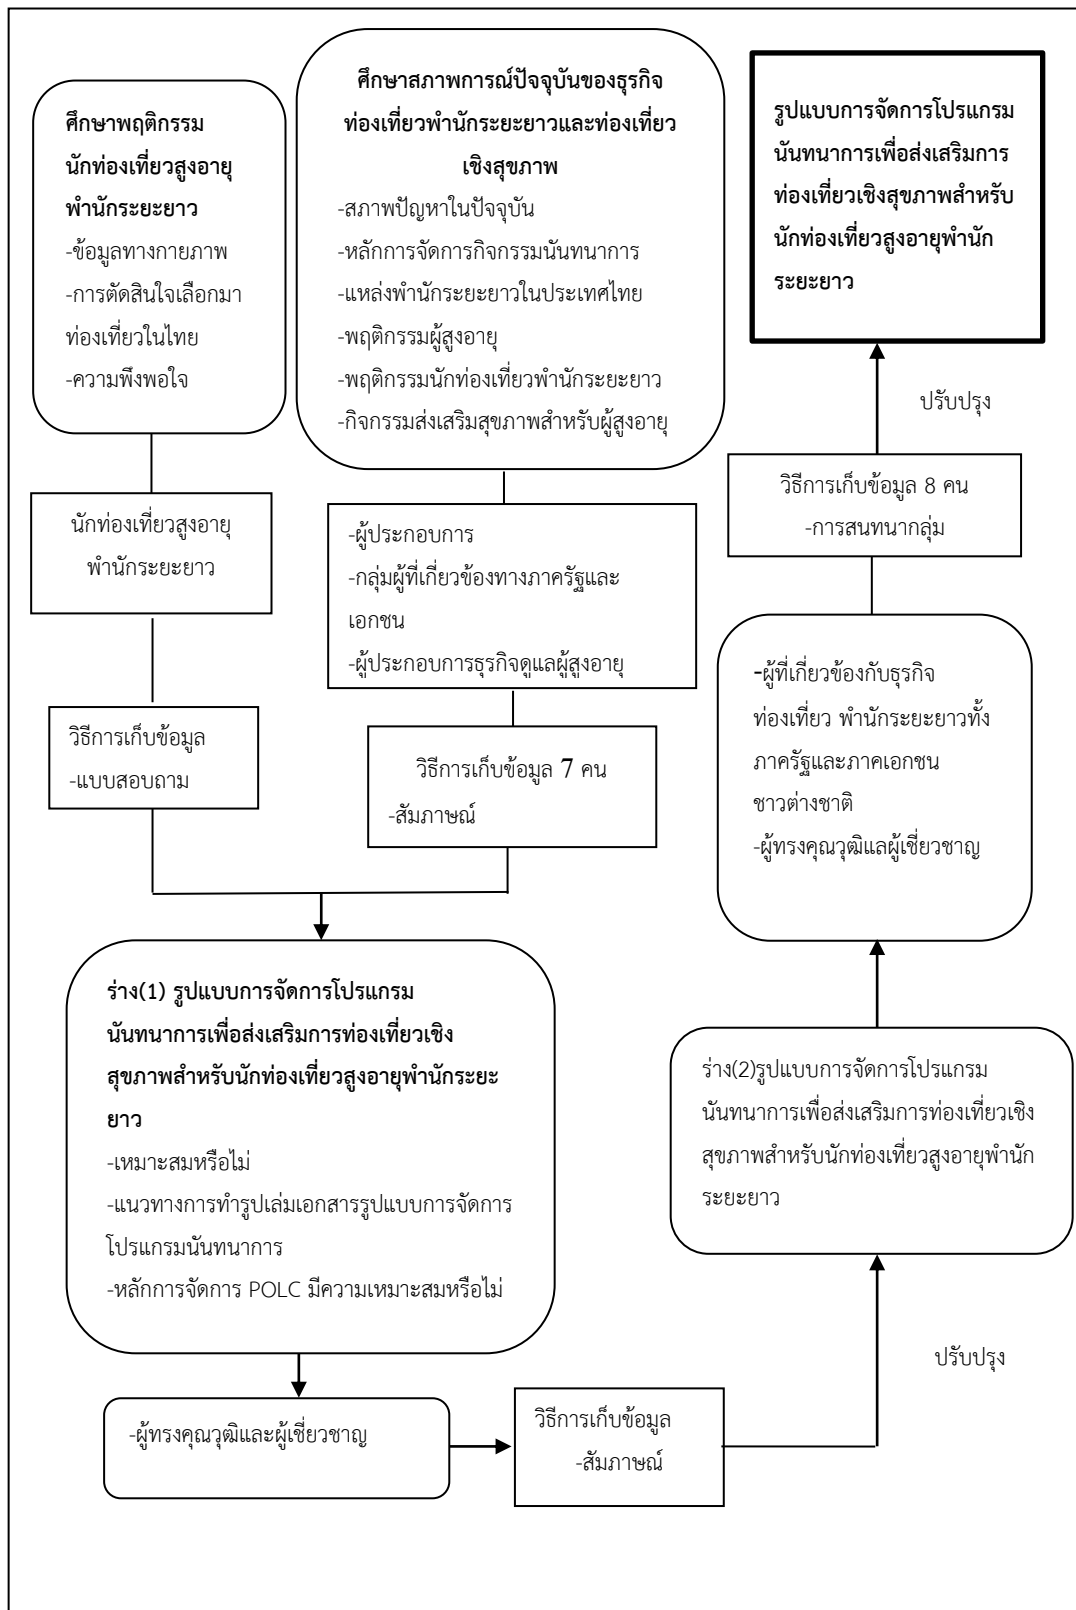 ศึกษาพฤติกรรม
นักท่องเที่ยวสูงอายุ
พำนักระยะยาว
-ข้อมูลทางกายภาพ
-การตัดสินใจเลือกมา
ท่องเที่ยวในไทย
-ความพึงพอใจ
นักท่องเที่ยวสูงอายุ
พำนักระยะยาว
วิธีการเก็บข้อมูล
-แบบสอบถาม
ศึกษาสภาพการณ์ปัจจุบันของธุรกิจ
ท่องเที่ยวพำนักระยะยาวและท่องเที่ยว
เชิงสุขภาพ
-สภาพปัญหาในปัจจุบัน
-หลักการจัดการกิจกรรมนันทนาการ
-แหล่งพำนักระยะยาวในประเทศไทย
-พฤติกรรมผู้สูงอายุ
-พฤติกรรมนักท่องเที่ยวพำนักระยะยาว
-กิจกรรมส่งเสริมสุขภาพสำหรับผู้สูงอายุ
-ผู้ประกอบการ
-กลุ่มผู้ที่เกี่ยวข้องทางภาครัฐและ
เอกชน
-ผู้ประกอบการธุรกิจดูแลผู้สูงอายุ
วิธีการเก็บข้อมูล 7 คน
-สัมภาษณ์
ร่าง(1) รูปแบบการจัดการโปรแกรม
นันทนาการเพื่อส่งเสริมการท่องเที่ยวเชิง
สุขภาพสำหรับนักท่องเที่ยวสูงอายุพำนักระยะ
ยาว
-เหมาะสมหรือไม่
-แนวทางการทำรูปเล่มเอกสารรูปแบบการจัดการ
โปรแกรมนันทนาการ
-หลักการจัดการ POLC มีความเหมาะสมหรือไม่
-ผู้ทรงคุณวุฒิและผู้เชี่ยวชาญ
วิธีการเก็บข้อมูล
-สัมภาษณ์
ปรับปรุง
ร่าง(2)รูปแบบการจัดการโปรแกรม
นันทนาการเพื่อส่งเสริมการท่องเที่ยวเชิง
สุขภาพสำหรับนักท่องเที่ยวสูงอายุพำนัก
ระยะยาว
-ผู้ที่เกี่ยวข้องกับธุรกิจ
ท่องเที่ยว พำนักระยะยาวทั้ง
ภาครัฐและภาคเอกชน
ชาวต่างชาติ
-ผู้ทรงคุณวุฒิแลผู้เชี่ยวชาญ
วิธีการเก็บข้อมูล 8 คน
-การสนทนากลุ่ม
ปรับปรุง
รูปแบบการจัดการโปรแกรม
นันทนาการเพื่อส่งเสริมการ
ท่องเที่ยวเชิงสุขภาพสำหรับ
นักท่องเที่ยวสูงอายุพำนัก
ระยะยาว